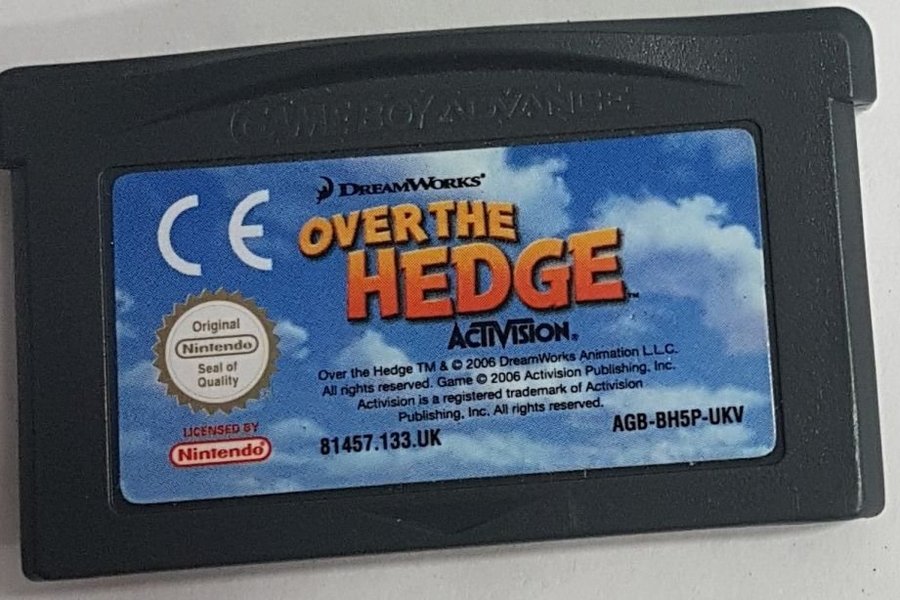 GAME BOY ADVANCE
DREAMWORKS
CE
OVER THE
HEDGE™
ACTIVISION®
Original
Nintendo
Seal of
Quality
Over the Hedge TM & © 2006 DreamWorks Animation L.L.C.
All rights reserved. Game © 2006 Activision Publishing, Inc.
Activision is a registered trademark of Activision
Publishing, Inc. All rights reserved.
LICENSED BY
Nintendo®
81457.133.UK
AGB-BH5P-UKV